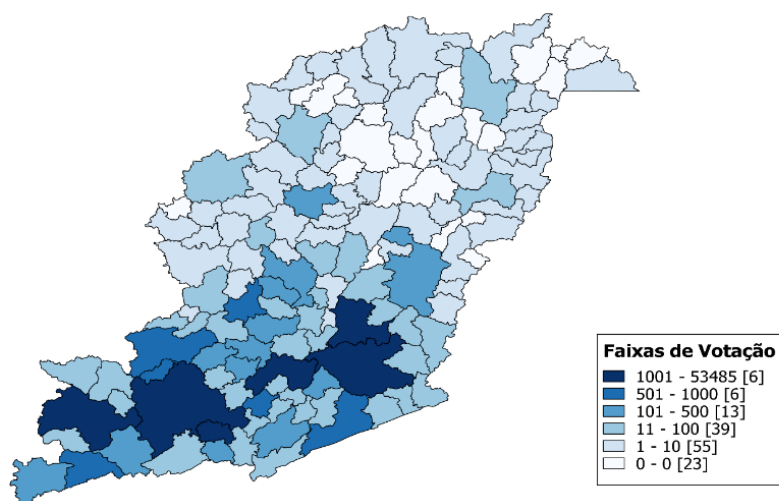 Faixas de Votação
1001 - 53485 [6]
501 - 1000 [6]
101 - 500 [13]
11 - 100 [39]
1 - 10 [55]
0 - 0 [23]